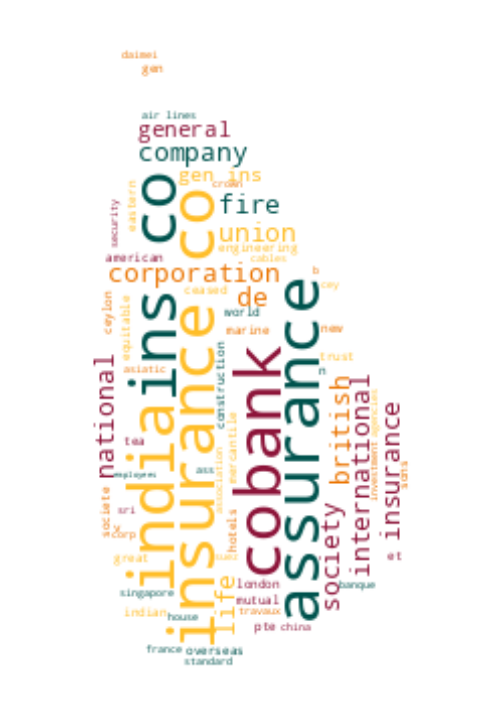 daimei
gen
air lines
general
company
gen ins
crown
co
co
fire
eastern
security
union
engineering
cables
american
corporation
b
cey
ceased
de
ins
assurance
ceylon
equitable
world
marine
new
india
insurance
cobank
construction
trust
n
asiatic
national
british
international
investment
agencies
insurance
tea
mercantile
ass
association
employees
sons
societe
sri
hotels
society
y
corp
great
et
london
banque
life
singapore
mutual
indian
house
travaux
pte
china
france
overseas
standard